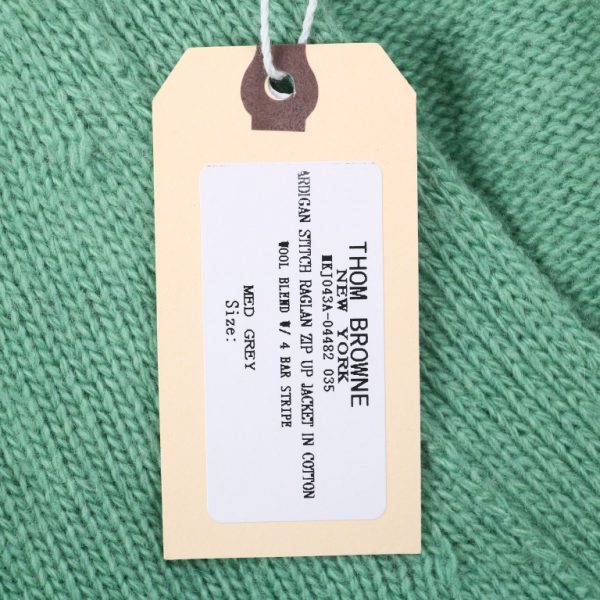 THOM BROWNE
NEW YORK
MKJ043A-04482 035
ARDIGAN STITCH RAGLAN ZIP UP JACKET IN COTTON
WOOL BLEND W/ 4 BAR STRIPE
MED GREY
Size: